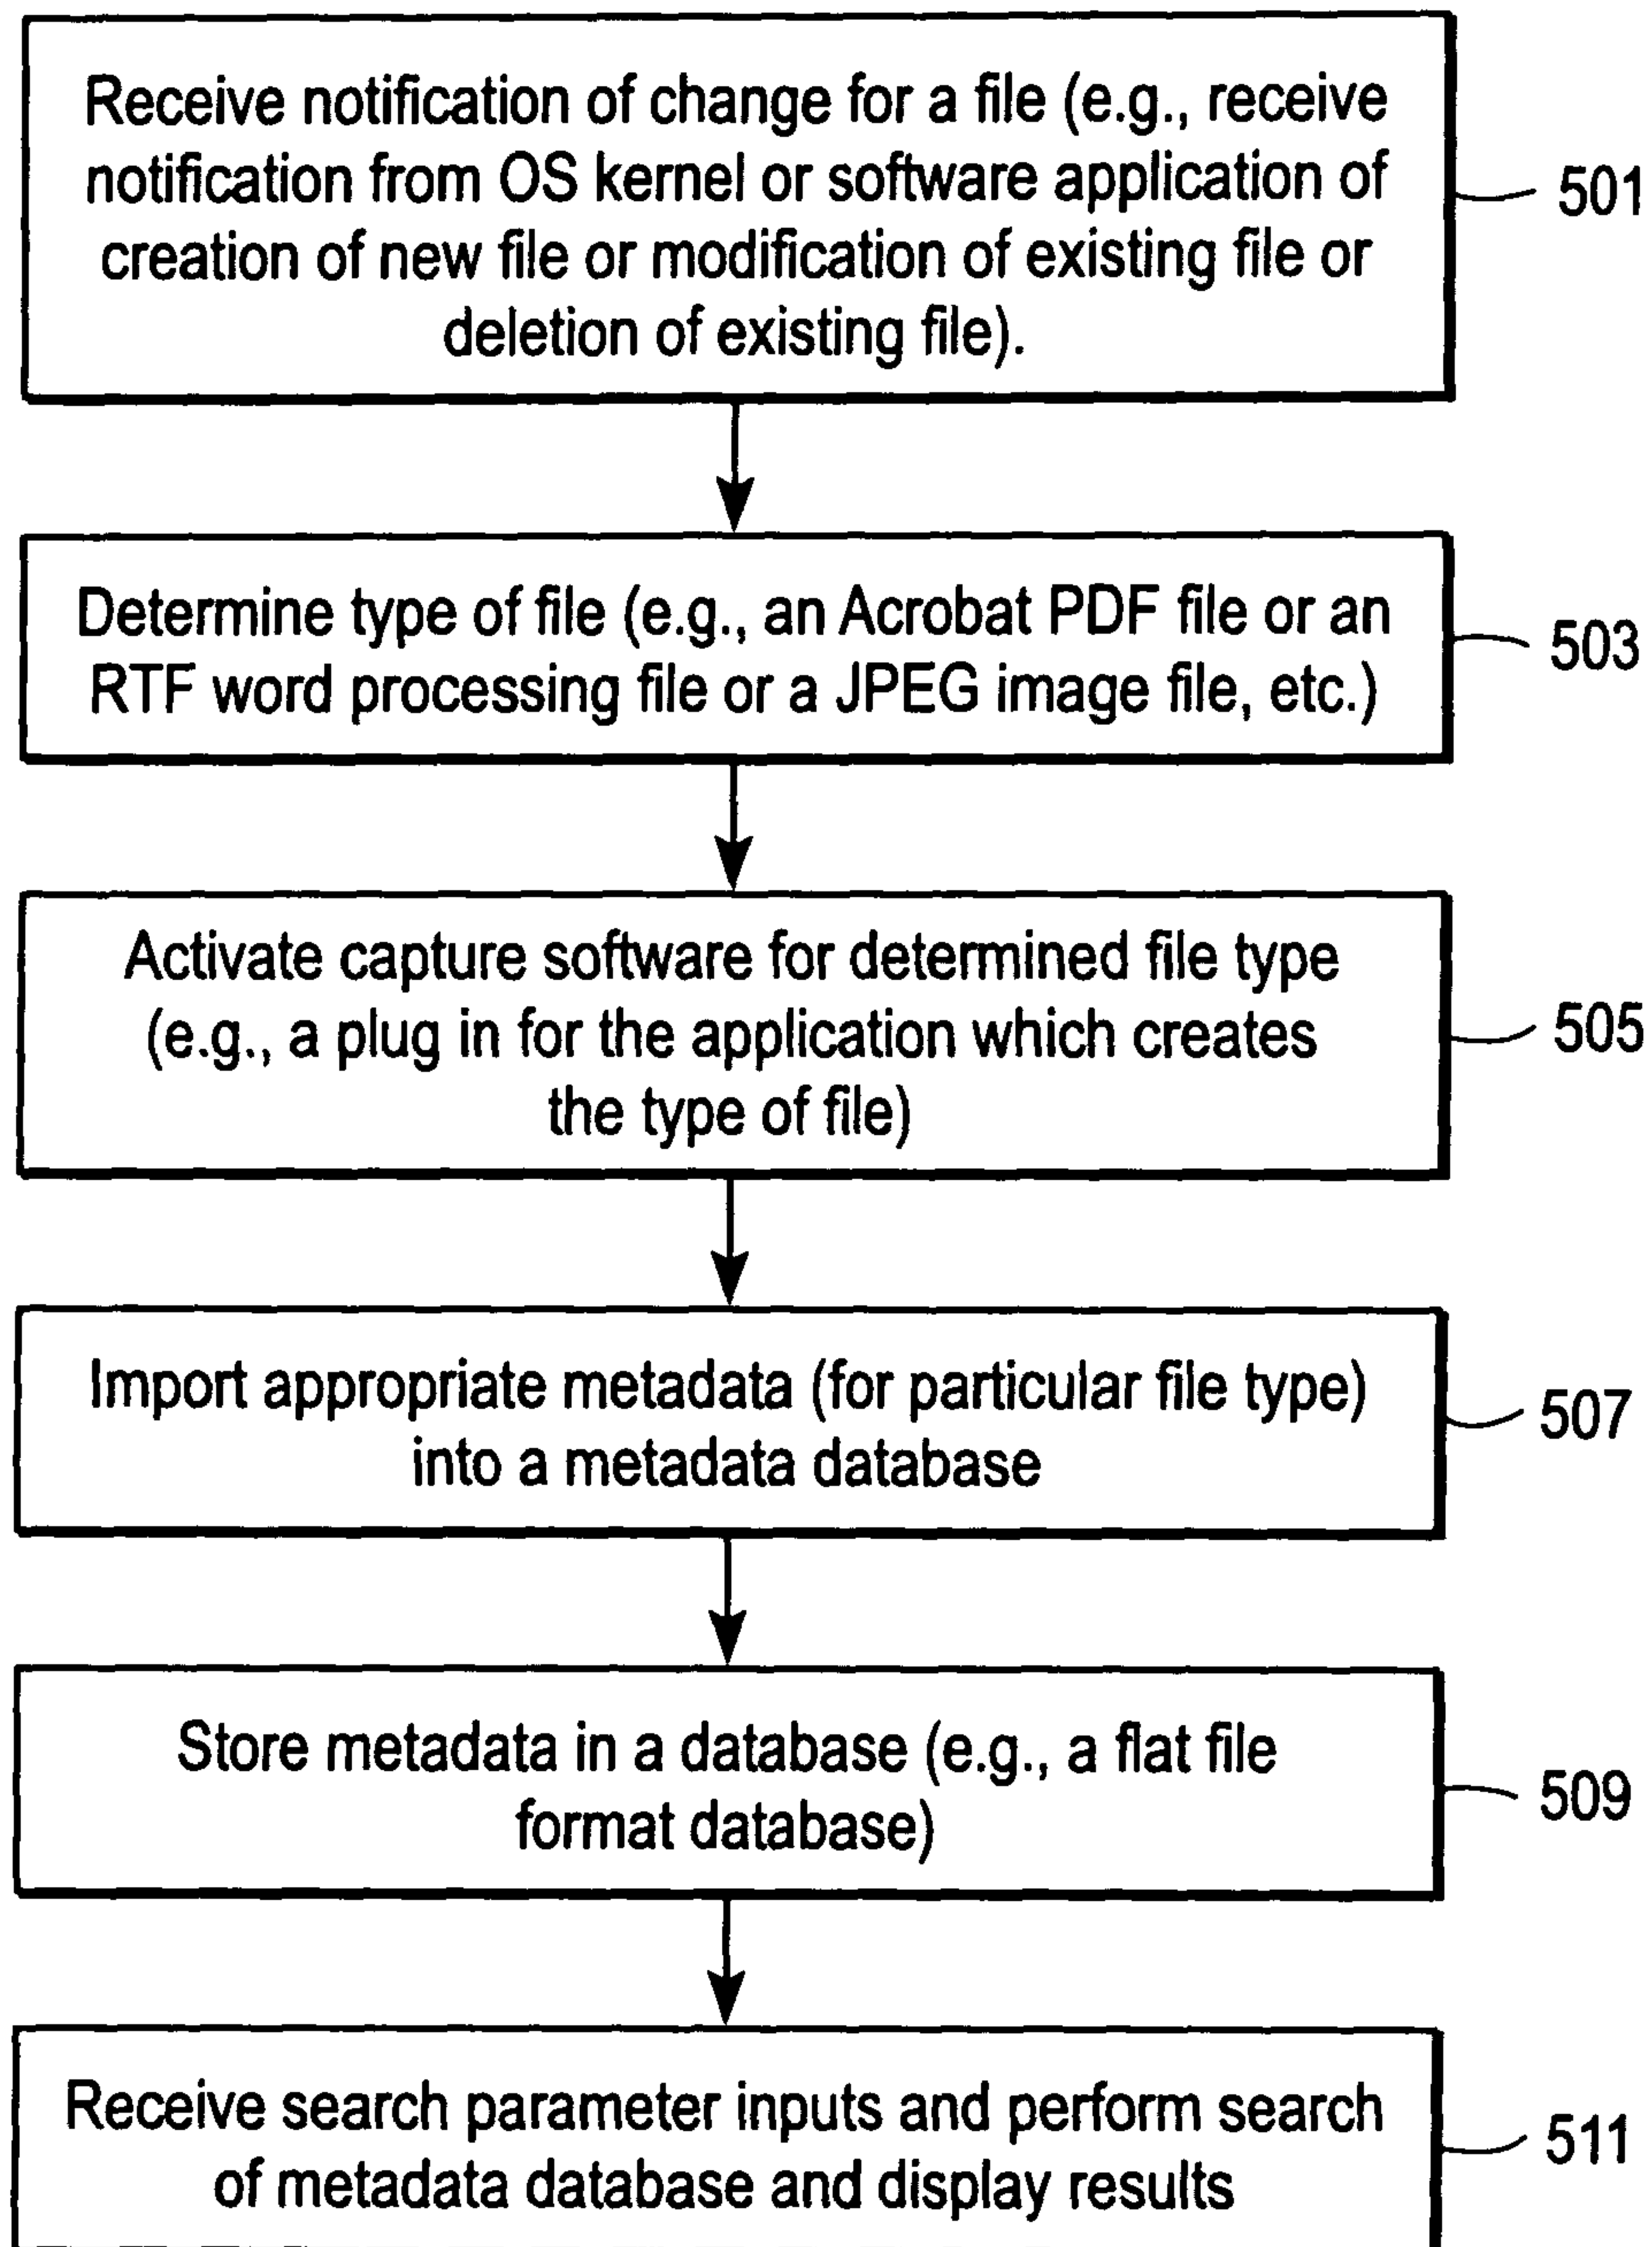 Receive notification of change for a file (e.g., receive
notification from OS kernel or software application of
creation of new file or modification of existing file or
deletion of existing file).
501
Determine type of file (e.g., an Acrobat PDF file or an
RTF word processing file or a JPEG image file, etc.)
503
Activate capture software for determined file type
(e.g., a plug in for the application which creates
the type of file)
505
Import appropriate metadata (for particular file type)
into a metadata database
507
Store metadata in a database (e.g., a flat file
format database)
509
Receive search parameter inputs and perform search
of metadata database and display results
511